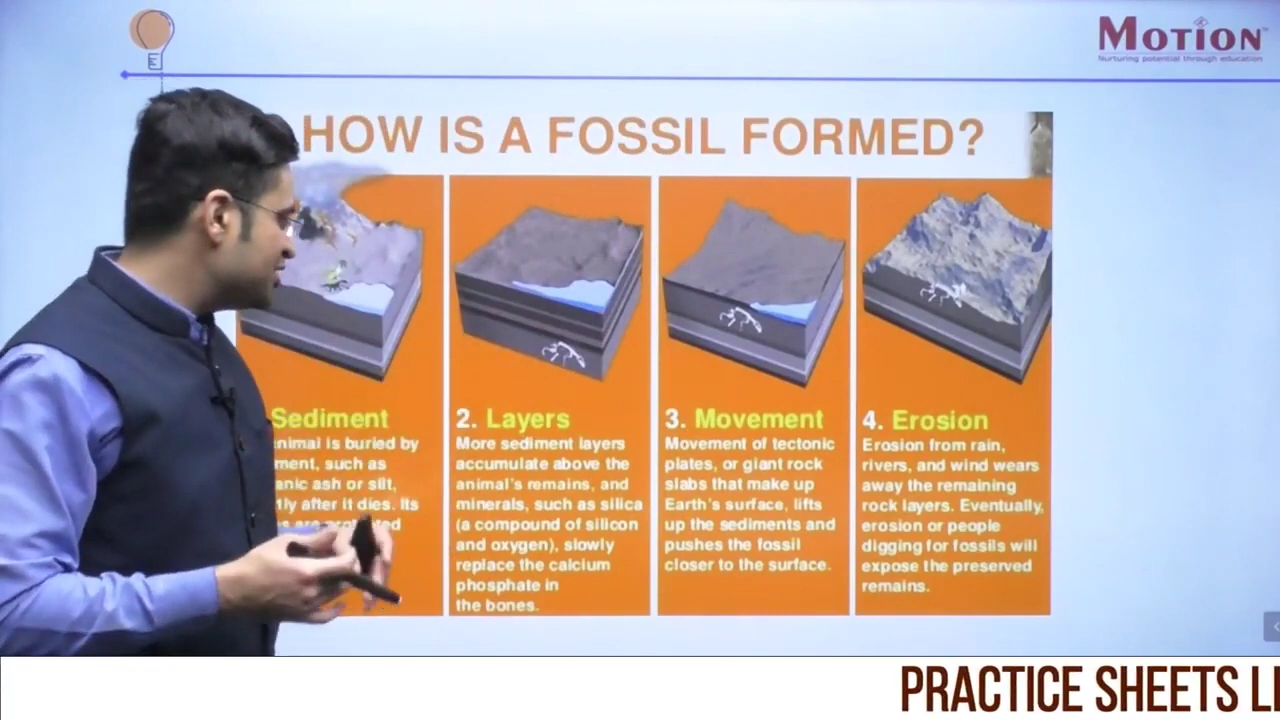 MOTION
Nurturing potential through education
HOW IS A FOSSIL FORMED?
Sediment
is buried by
such as
ash or silt,
after it dies. Its
2. Layers
More sediment layers
accumulate above the
animal's remains, and
minerals, such as silica
(a compound of silicon
and oxygen), slowly
replace the calcium
phosphate in
the bones.
3. Movement
Movement of tectonic
plates, or giant rock
slabs that make up
Earth's surface, lifts
up the sediments and
pushes the fossil
closer to the surface.
4. Erosion
Erosion from rain,
rivers, and wind wears
away the remaining
rock layers. Eventually,
erosion or people
digging for fossils will
expose the preserved
remains.
PRACTICE SHEETS